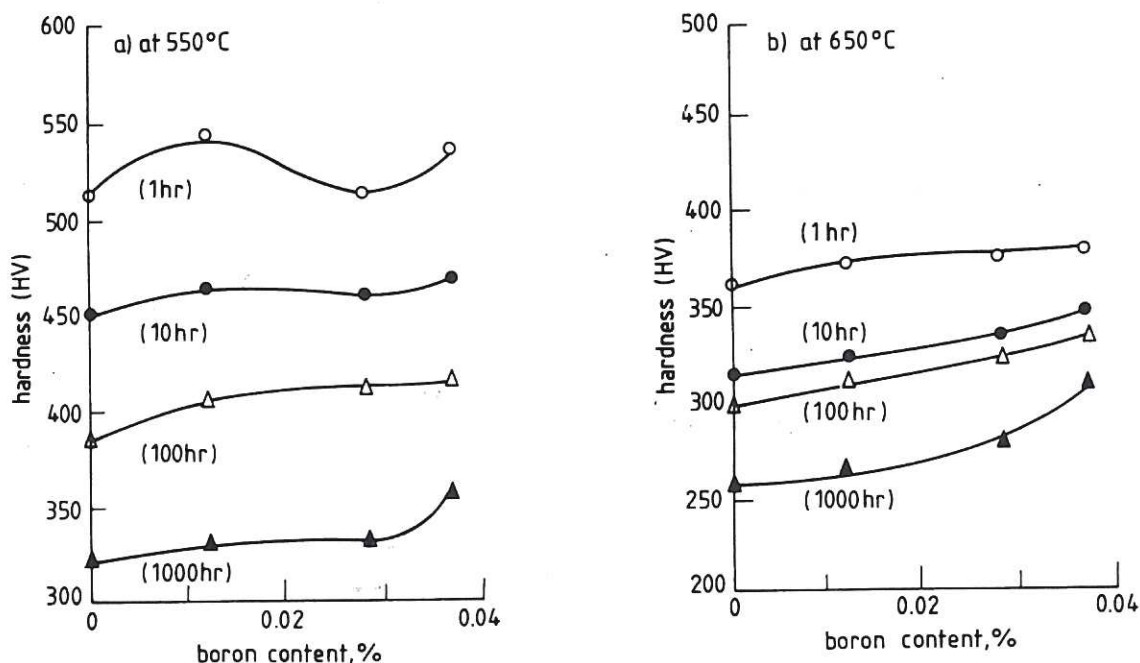 a) at 550°C
600
550
500
450
400
350
300
hardness (HV)
(1hr)
(10hr)
(100hr)
(1000hr)
0
0.02
0.04
boron content,%
b) at 650°C
500
450
400
350
300
250
200
hardness (HV)
(1hr)
(10hr)
(100hr)
(1000hr)
0
0.02
0.04
boron content,%